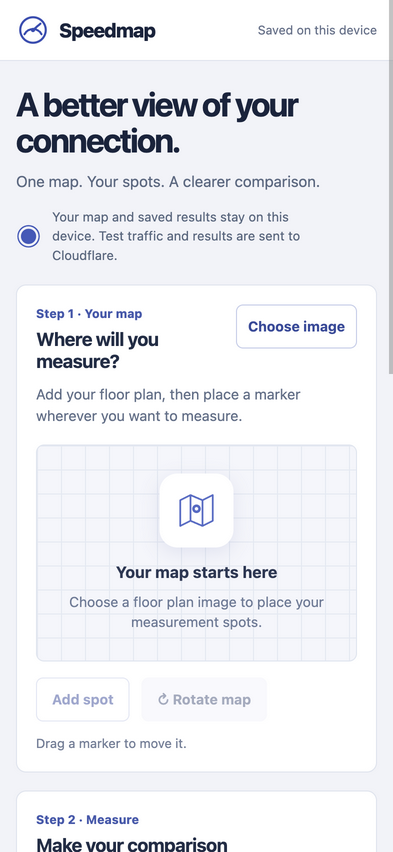 Speedmap
Saved on this device
A better view of your
connection.
One map. Your spots. A clearer comparison.
Your map and saved results stay on this
device. Test traffic and results are sent to
Cloudflare.
Step 1 · Your map
Where will you
measure?
Choose image
Add your floor plan, then place a marker
wherever you want to measure.
Your map starts here
Choose a floor plan image to place your
measurement spots.
Add spot
↻ Rotate map
Drag a marker to move it.
Step 2 · Measure
Make your comparison